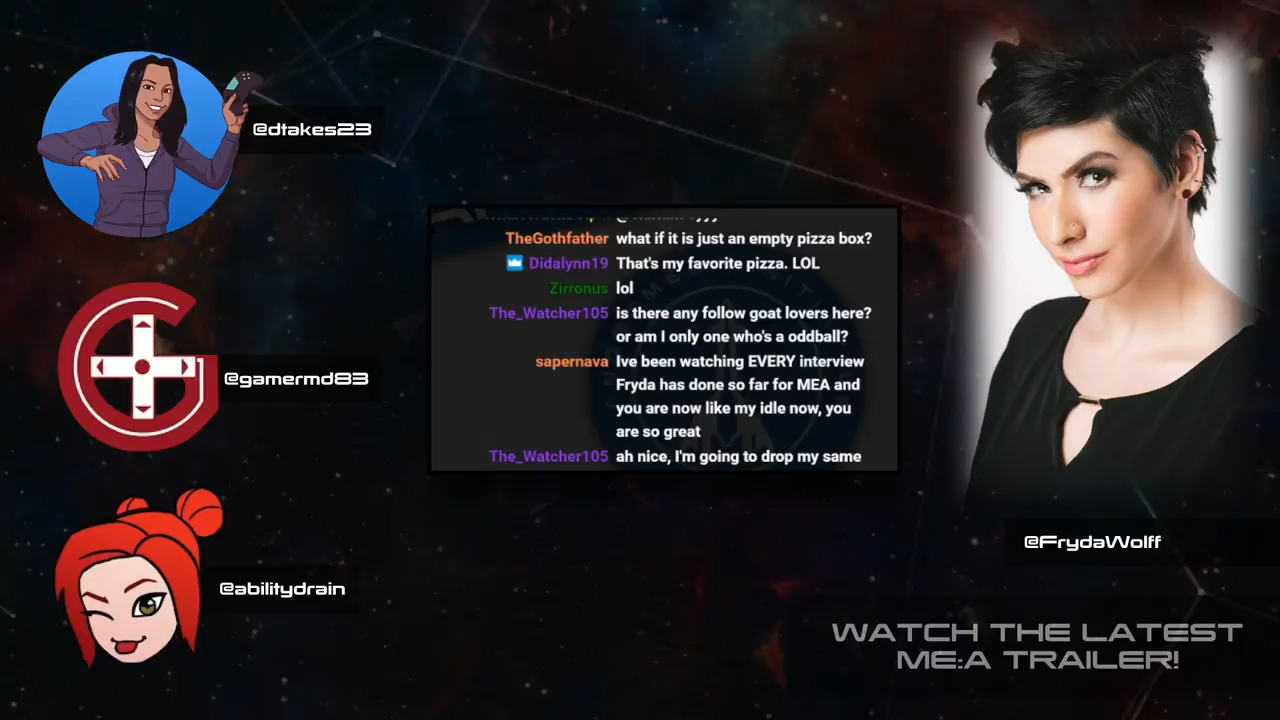 @dtakes23
@gamermd83
@abilitydrain
TheGothfather what if it is just an empty pizza box?
Didalynn19 That's my favorite pizza. LOL
Zirronus lol
The_Watcher105 is there any follow goat lovers here?
or am I only one who's a oddball?
sapernava Ive been watching EVERY interview
Fryda has done so far for MEA and
you are now like my idle now, you
are so great
The_Watcher105 ah nice, I'm going to drop my same
@FrydaWolff
WATCH THE LATEST
ME:A TRAILER!